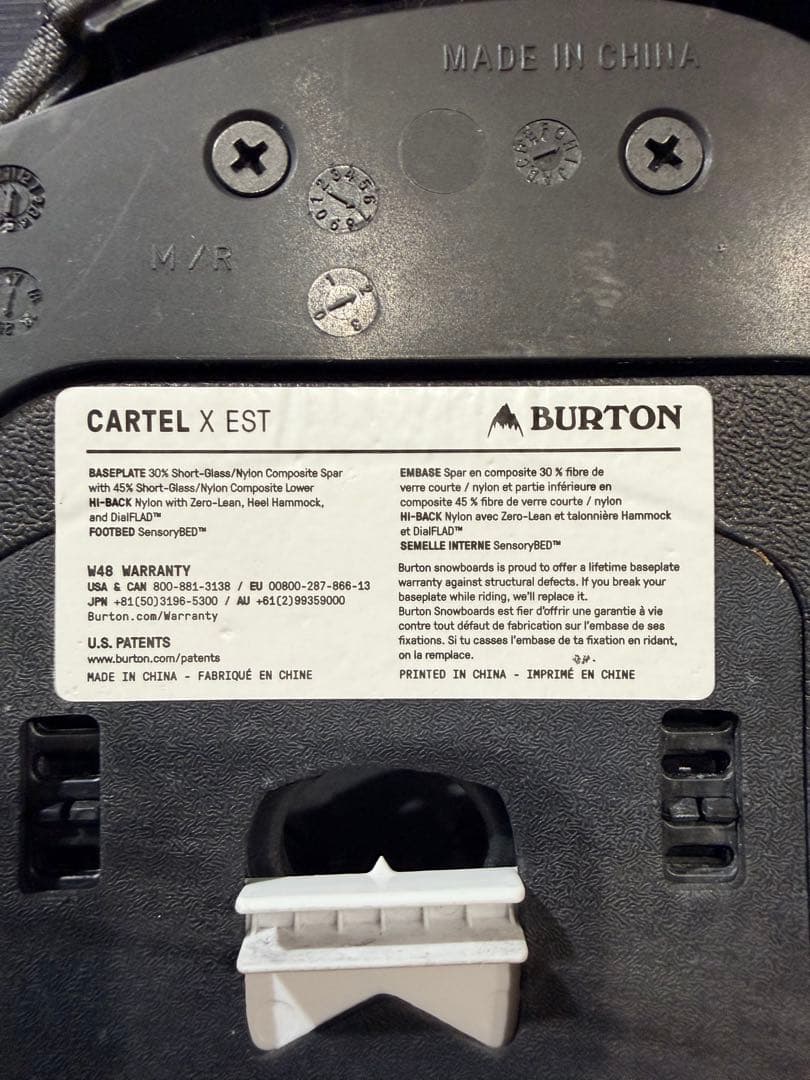 MADE IN CHINA
M/R
0 1 2 3
CARTEL X EST
BURTON
BASEPLATE 30% Short-Glass/Nylon Composite Spar
with 45% Short-Glass/Nylon Composite Lower
HI-BACK Nylon with Zero-Lean, Heel Hammock,
and DialFLAD™
FOOTBED SensoryBED™
W48 WARRANTY
USA & CAN 800-881-3138 / EU 00800-287-866-13
JPN +81(50)3196-5300 / AU +61(2)99359000
Burton.com/Warranty
U.S. PATENTS
www.burton.com/patents
MADE IN CHINA - FABRIQUÉ EN CHINE
EMBASE Spar en composite 30 % fibre de
verre courte / nylon et partie inférieure en
composite 45 % fibre de verre courte / nylon
HI-BACK Nylon avec Zero-Lean et talonnière Hammock
et DialFLAD™
SEMELLE INTERNE SensoryBED™
Burton snowboards is proud to offer a lifetime baseplate
warranty against structural defects. If you break your
baseplate while riding, we'll replace it.
Burton Snowboards est fier d'offrir une garantie à vie
contre tout défaut de fabrication sur l'embase de ses
fixations. Si tu casses l'embase de ta fixation en ridant,
on la remplace.
PRINTED IN CHINA - IMPRIMÉ EN CHINE